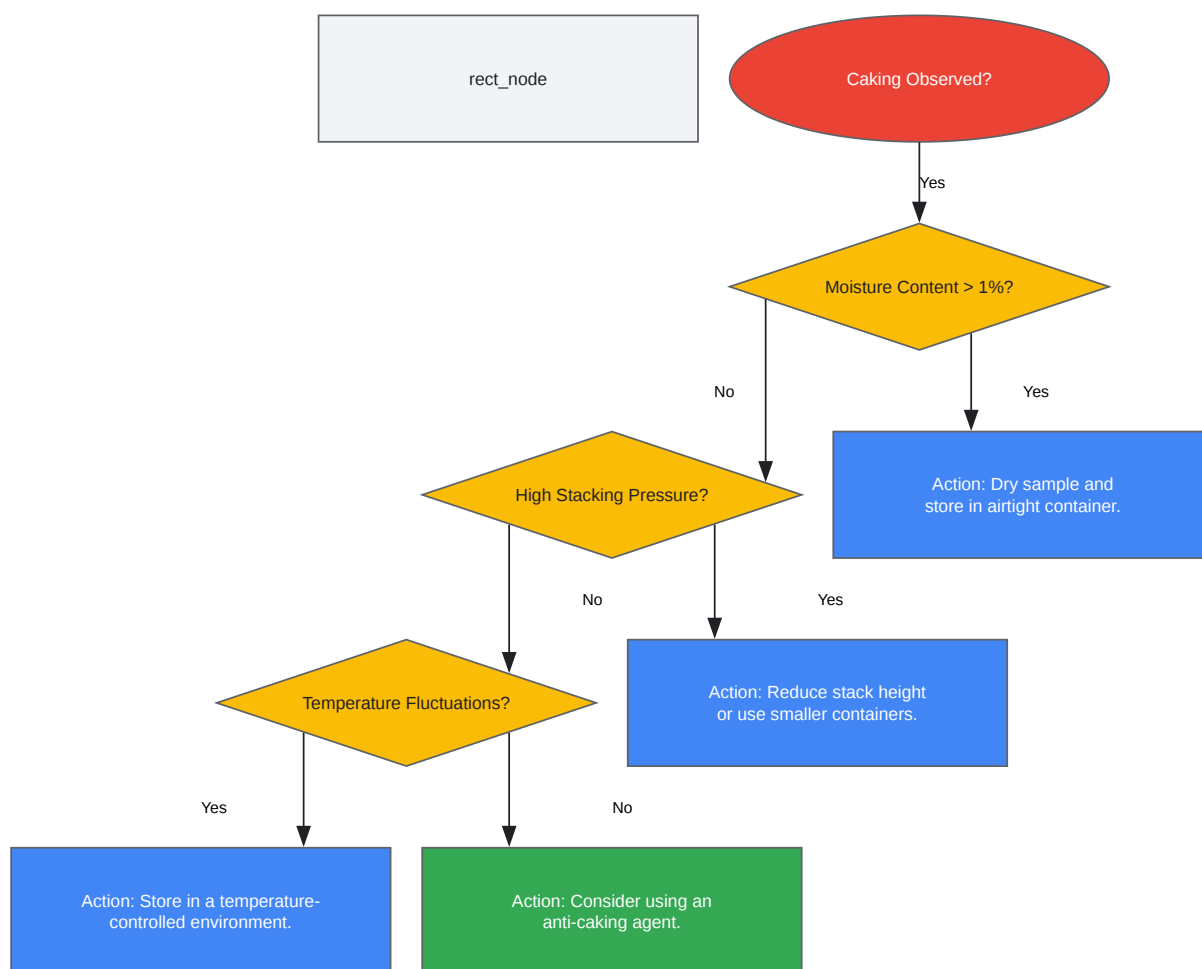 rect_node
Caking Observed?
Yes
Moisture Content > 1%?
No
Yes
Action: Dry sample and
store in airtight container.
High Stacking Pressure?
No
Yes
Action: Reduce stack height
or use smaller containers.
Temperature Fluctuations?
Yes
No
Action: Store in a temperature-
controlled environment.
Action: Consider using an
anti-caking agent.